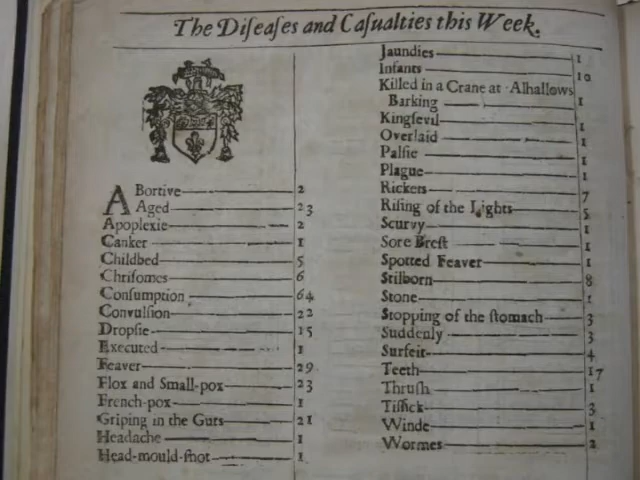 The Diſeaſes and Caſualties this Week.
ABortive 2
Aged 23
Apoplexie 2
Canker 1
Childbed 5
Chriſomes 6
Conſumption 64
Convulſion 22
Dropſie 15
Executed 1
Feaver 29
Flox and Small-pox 23
French-pox 1
Griping in the Guts 21
Headache 1
Head-mould-ſhot 1
Jaundies 1
Infants 10
Killed in a Crane at Alhallows
Barking 1
Kingſevil 1
Overlaid 1
Palſie 1
Plague 1
Rickets 7
Riſing of the Lights 5
Scurvy 1
Sore Breſt 1
Spotted Feaver 1
Stilborn 8
Stone 1
Stopping of the ſtomach 3
Suddenly 3
Surfeit 4
Teeth 17
Thruſh 1
Tiſſick 3
Winde 1
Wormes 2